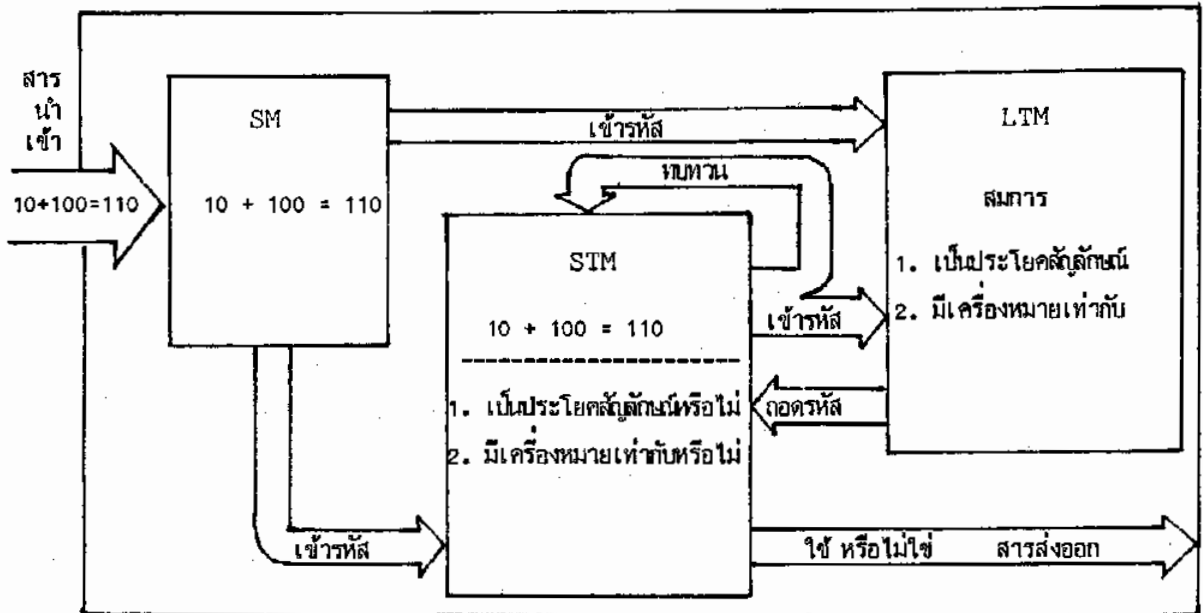 สาร
นำ
เข้า
10+100=110
SM
10 + 100 = 110
เข้ารหัส
LTM
สมการ
1. เป็นประโยคสัญลักษณ์
2. มีเครื่องหมายเท่ากับ
ทบทวน
STM
10 + 100 = 110
1. เป็นประโยคสัญลักษณ์หรือไม่
2. มีเครื่องหมายเท่ากับหรือไม่
เข้ารหัส
ถอดรหัส
เข้ารหัส
ใช้ หรือไม่ใช่ สารส่งออก